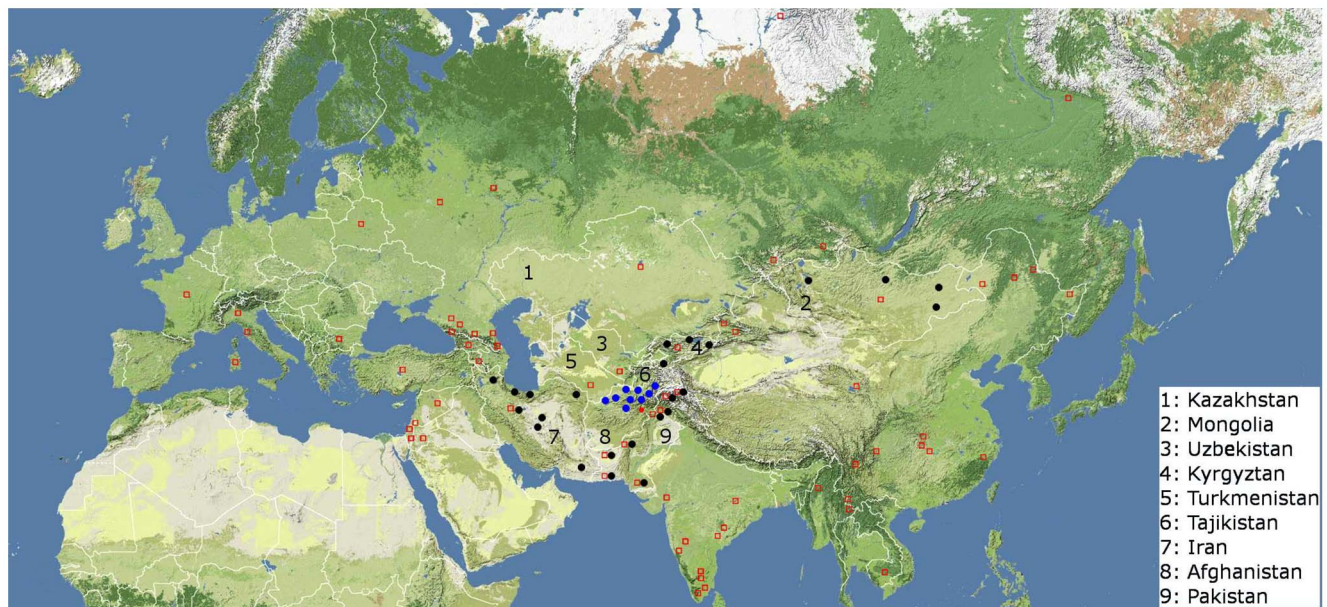 1
2
3
4
5
6
7
8
9
1: Kazakhstan
2: Mongolia
3: Uzbekistan
4: Kyrgyztan
5: Turkmenistan
6: Tajikistan
7: Iran
8: Afghanistan
9: Pakistan